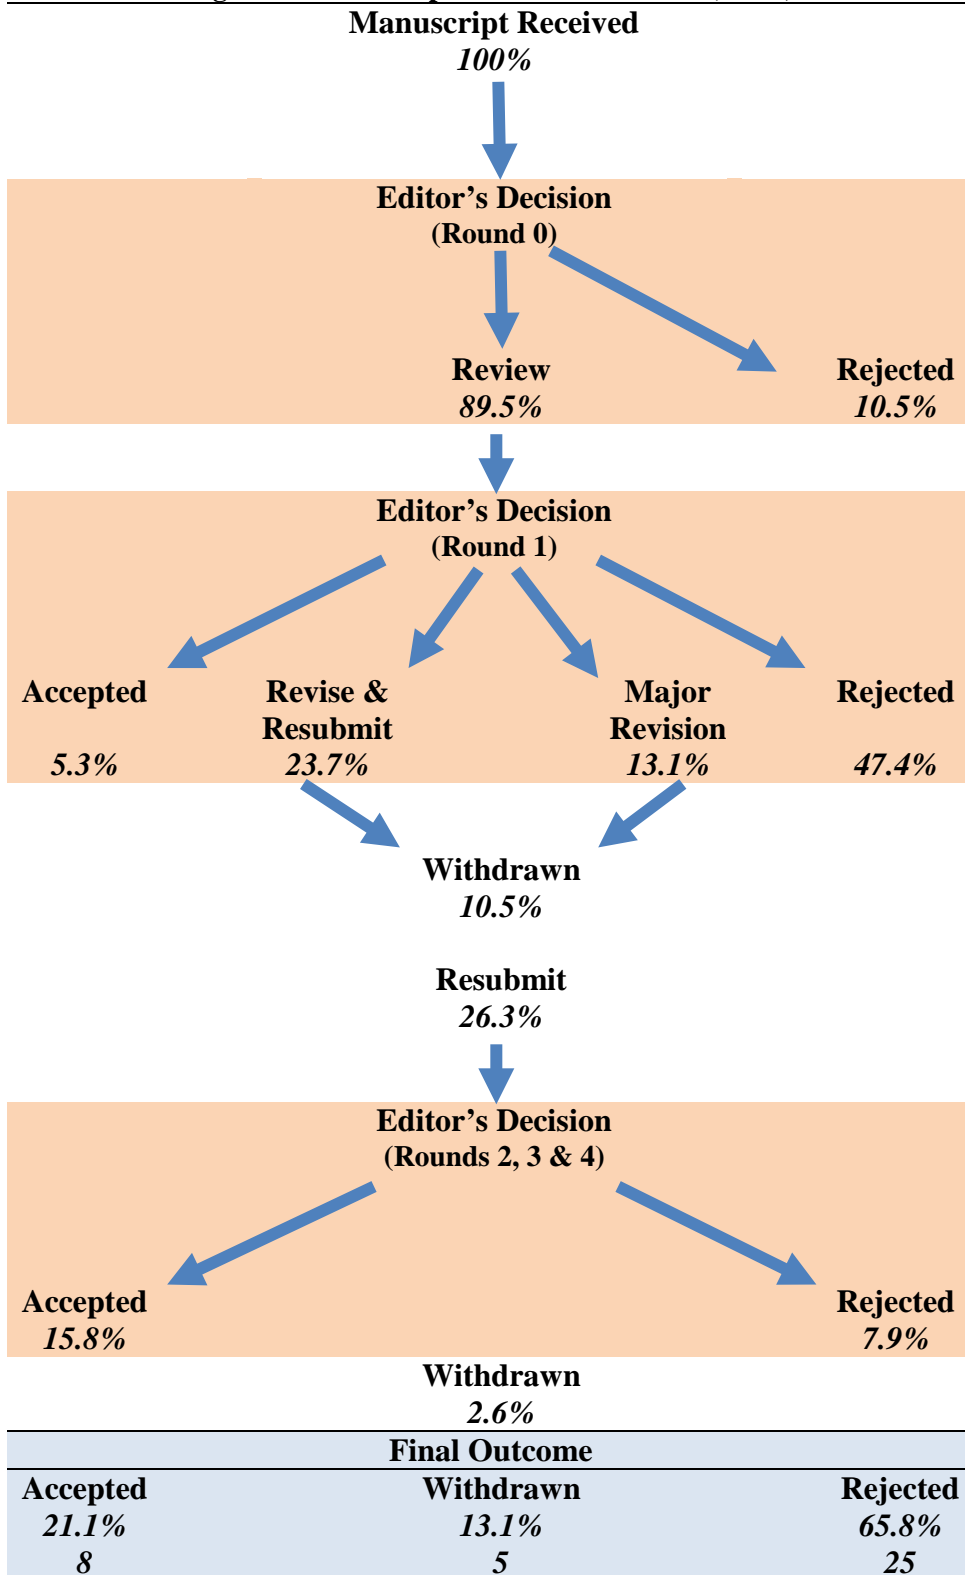 Manuscript Received
100%
Editor’s Decision
(Round 0)
Review Rejected
89.5% 10.5%
Editor’s Decision
(Round 1)
Accepted Revise & Major Rejected
Resubmit Revision
5.3% 23.7% 13.1% 47.4%
Withdrawn
10.5%
Resubmit
26.3%
Editor’s Decision
(Rounds 2, 3 & 4)
Accepted Rejected
15.8% 7.9%
Withdrawn
2.6%
Final Outcome
Accepted Withdrawn Rejected
21.1% 13.1% 65.8%
8 5 25